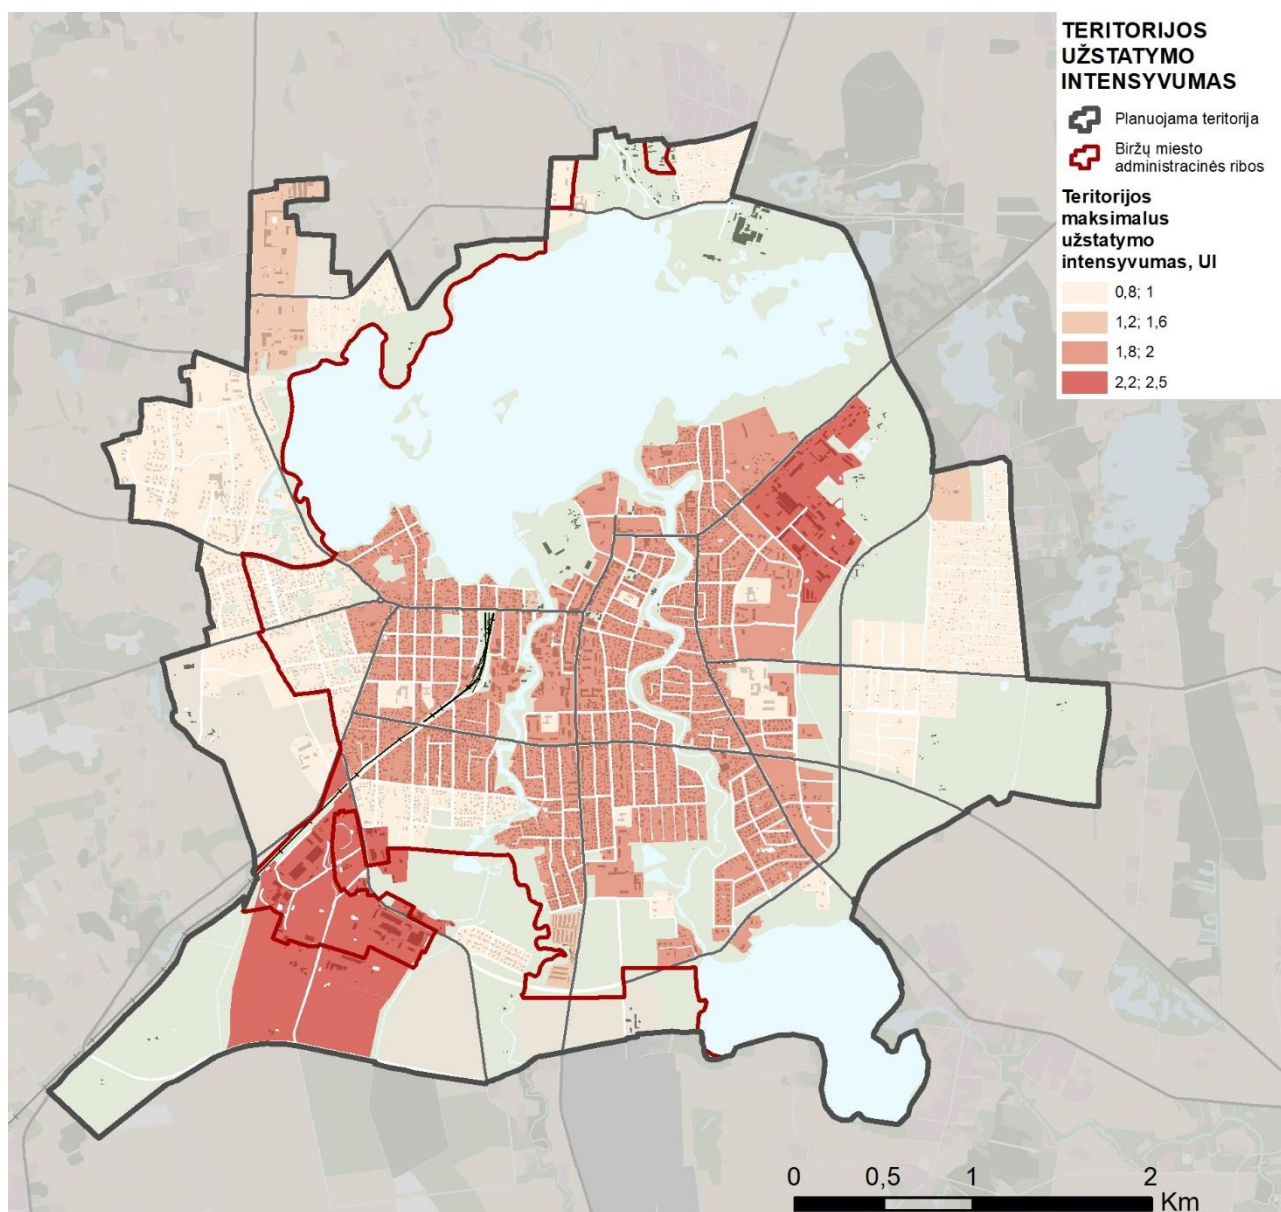 TERITORIJOS
UŽSTATYMO
INTENSYVUMAS
Planuojama teritorija
Biržų miesto
administracinės ribos
Teritorijos
maksimalus
užstatymo
intensyvumas, UI
0,8; 1
1,2; 1,6
1,8; 2
2,2; 2,5
0 0,5 1 2
Km